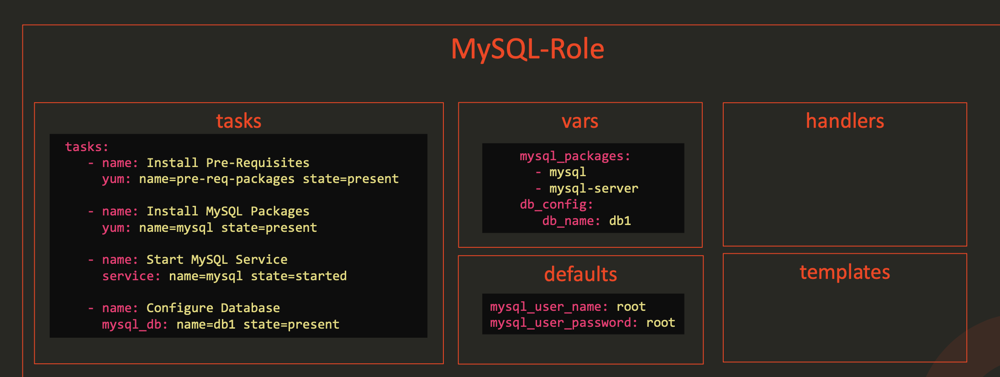 MySQL-Role
tasks
tasks:
- name: Install Pre-Requisites
yum: name=pre-req-packages state=present
- name: Install MySQL Packages
yum: name=mysql state=present
- name: Start MySQL Service
service: name=mysql state=started
- name: Configure Database
mysql_db: name=db1 state=present
vars
mysql_packages:
- mysql
- mysql-server
db_config:
db_name: db1
defaults
mysql_user_name: root
mysql_user_password: root
handlers
templates